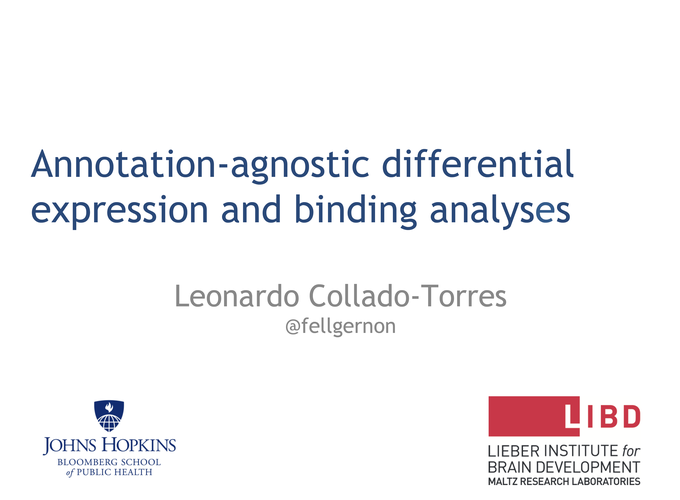 Annotation-agnostic differential
expression and binding analyses
Leonardo Collado-Torres
@fellgernon
JOHNS HOPKINS
BLOOMBERG SCHOOL
of PUBLIC HEALTH
LIBD
LIEBER INSTITUTE for
BRAIN DEVELOPMENT
MALTZ RESEARCH LABORATORIES